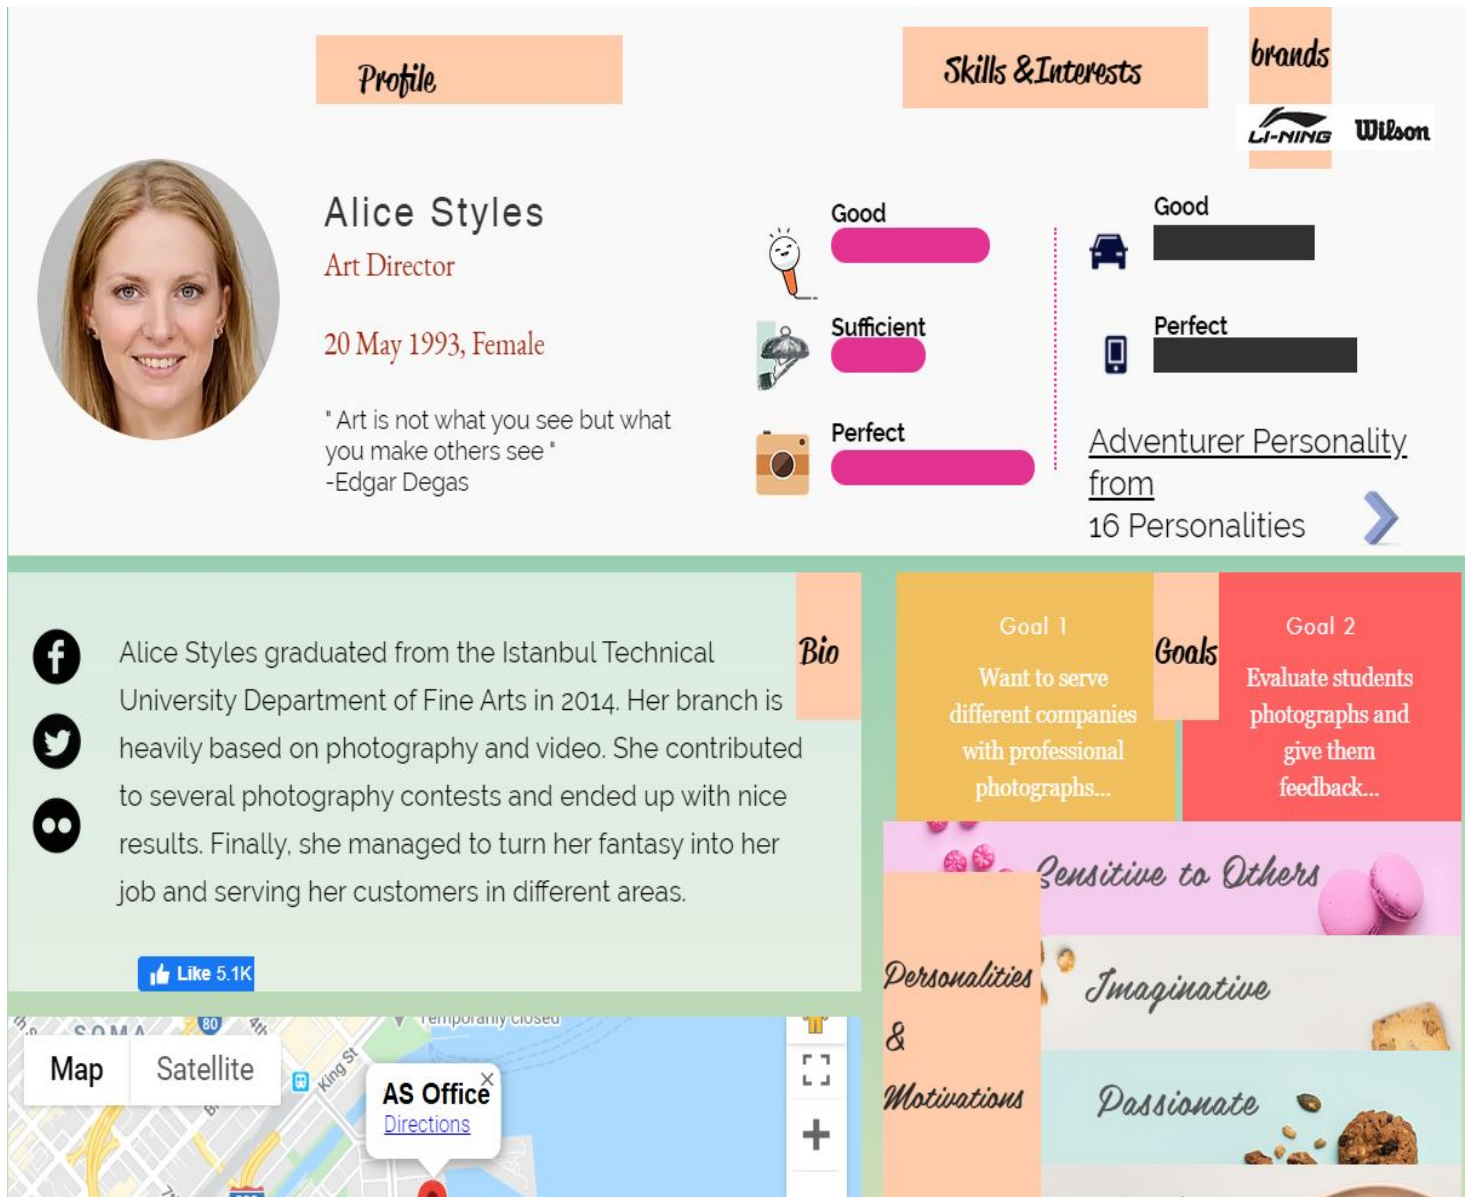 Profile
Skills &Interests
brands
LI-NING
Wilson
Alice Styles
Art Director
20 May 1993, Female
" Art is not what you see but what
you make others see "
-Edgar Degas
Good
Sufficient
Perfect
Good
Perfect
Adventurer Personality
from
16 Personalities
Bio
Alice Styles graduated from the Istanbul Technical
University Department of Fine Arts in 2014. Her branch is
heavily based on photography and video. She contributed
to several photography contests and ended up with nice
results. Finally, she managed to turn her fantasy into her
job and serving her customers in different areas.
Like 5.1K
Goals
Goal 1
Want to serve
different companies
with professional
photographs...
Goal 2
Evaluate students
photographs and
give them
feedback...
Personalities
&
Motivations
Sensitive to Others
Imaginative
Passionate
SOMA
80
4th
Temporarily closed
Map
Satellite
King St
AS Office
Directions